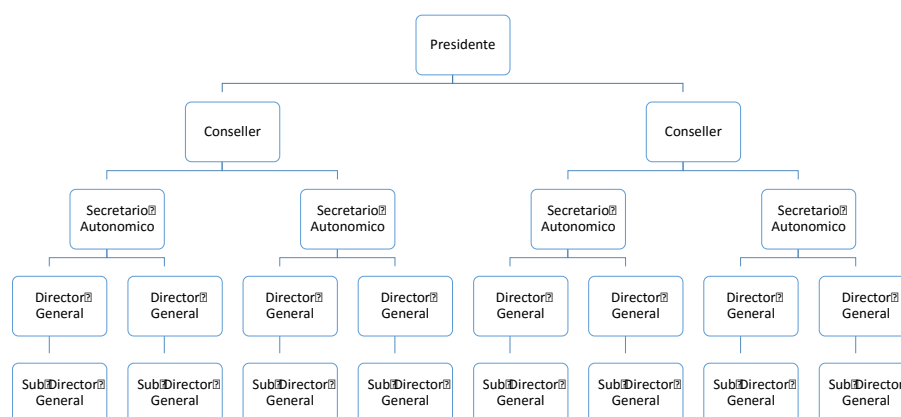 Presidente
Conseller
Conseller
Secretario
Autonomico
Secretario
Autonomico
Secretario
Autonomico
Secretario
Autonomico
Director
General
Director
General
Director
General
Director
General
Director
General
Director
General
Director
General
Director
General
Sub Director
General
Sub Director
General
Sub Director
General
Sub Director
General
Sub Director
General
Sub Director
General
Sub Director
General
Sub Director
General